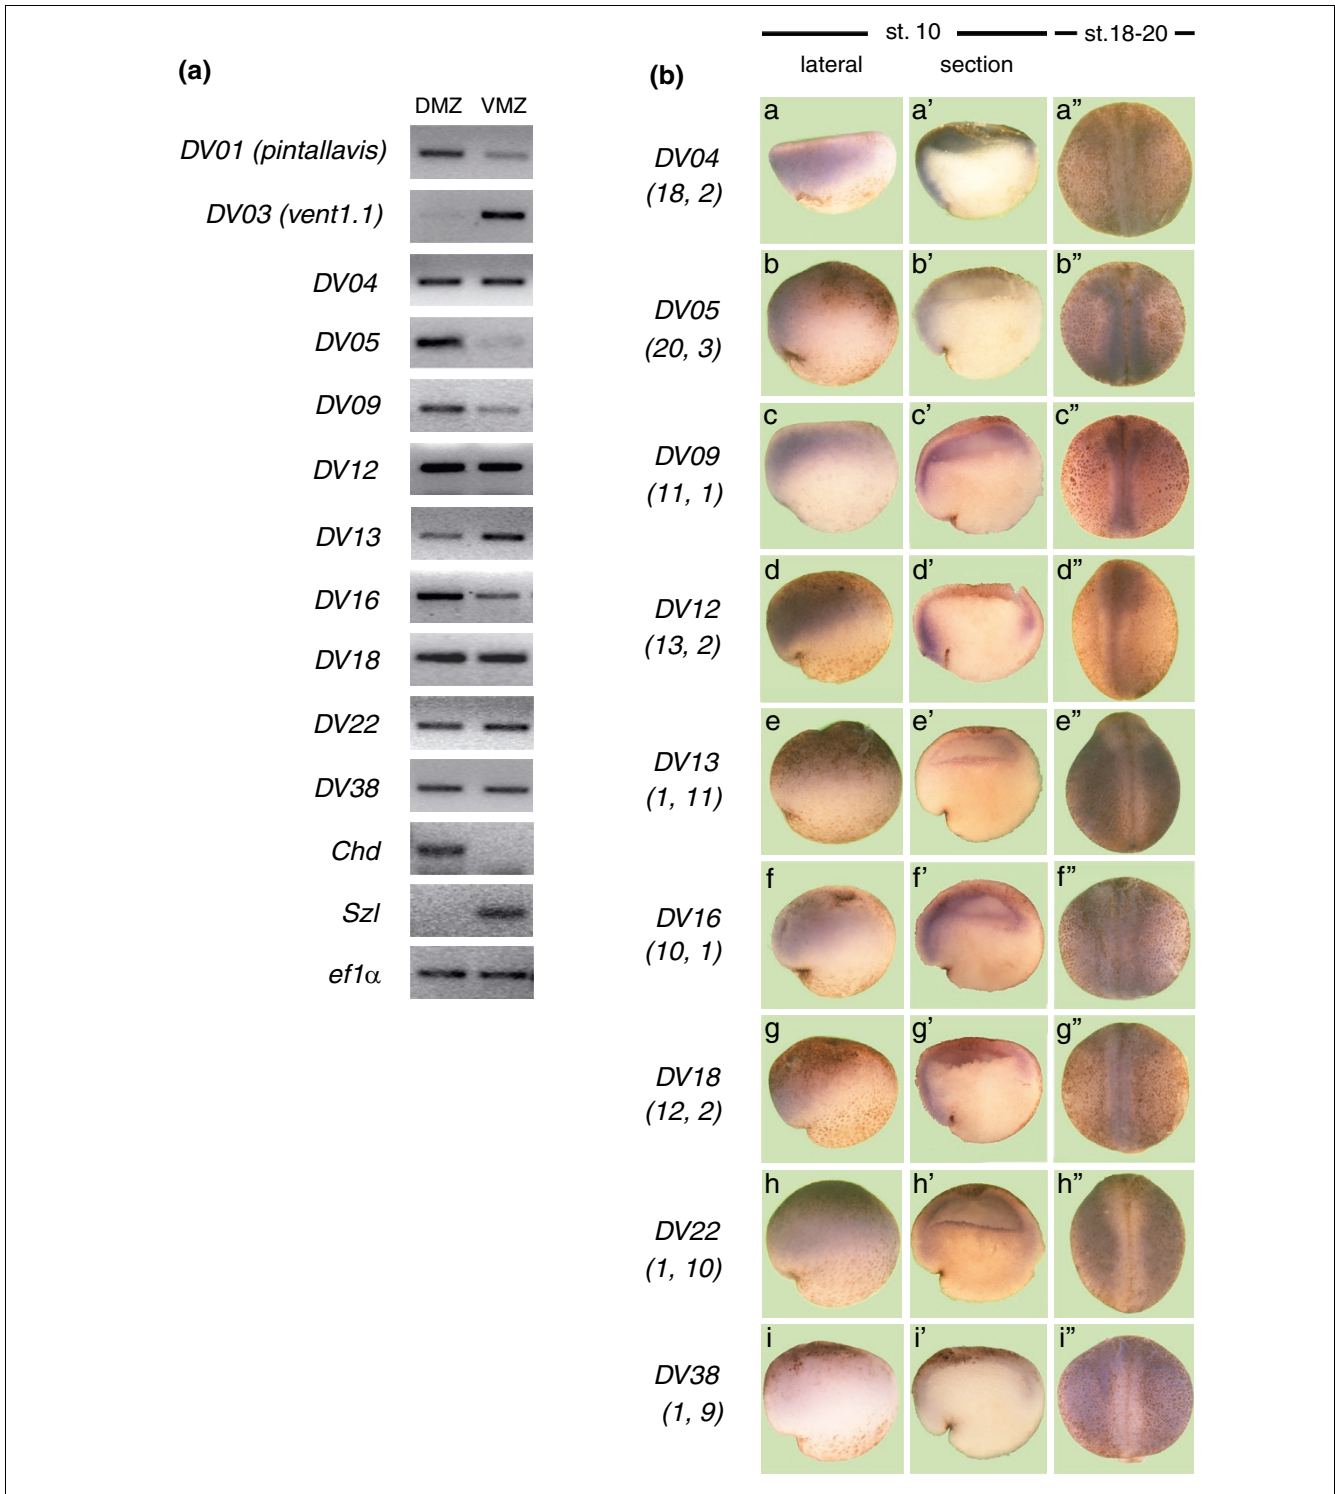 (a)
DMZ VMZ
DV01 (pintallavis)
DV03 (vent1.1)
DV04
DV05
DV09
DV12
DV13
DV16
DV18
DV22
DV38
Chd
Szl
ef1α
(b)
st. 10 st.18-20
lateral section
DV04
(18, 2)
a a’ a”
DV05
(20, 3)
b b’ b”
DV09
(11, 1)
c c’ c”
DV12
(13, 2)
d d’ d”
DV13
(1, 11)
e e’ e”
DV16
(10, 1)
f f’ f”
DV18
(12, 2)
g g’ g”
DV22
(1, 10)
h h’ h”
DV38
(1, 9)
i i’ i”